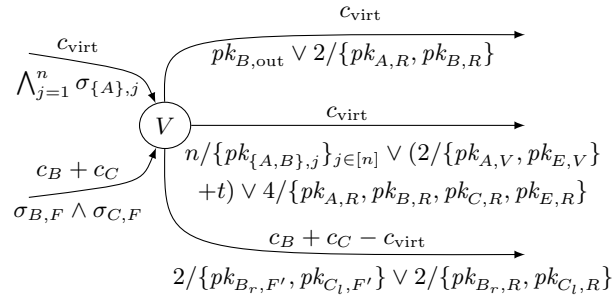 c_virt
c_virt
⋀_{j=1}^{n} σ_{{A},j}
pk_{B,out} ∨ 2/{pk_{A,R}, pk_{B,R}}
V
c_virt
n/{pk_{{A,B},j}}_{j∈[n]} ∨ (2/{pk_{A,V}, pk_{E,V}}
+t) ∨ 4/{pk_{A,R}, pk_{B,R}, pk_{C,R}, pk_{E,R}}
c_B + c_C
σ_{B,F} ∧ σ_{C,F}
c_B + c_C − c_virt
2/{pk_{B_r,F′}, pk_{C_l,F′}} ∨ 2/{pk_{B_r,R}, pk_{C_l,R}}